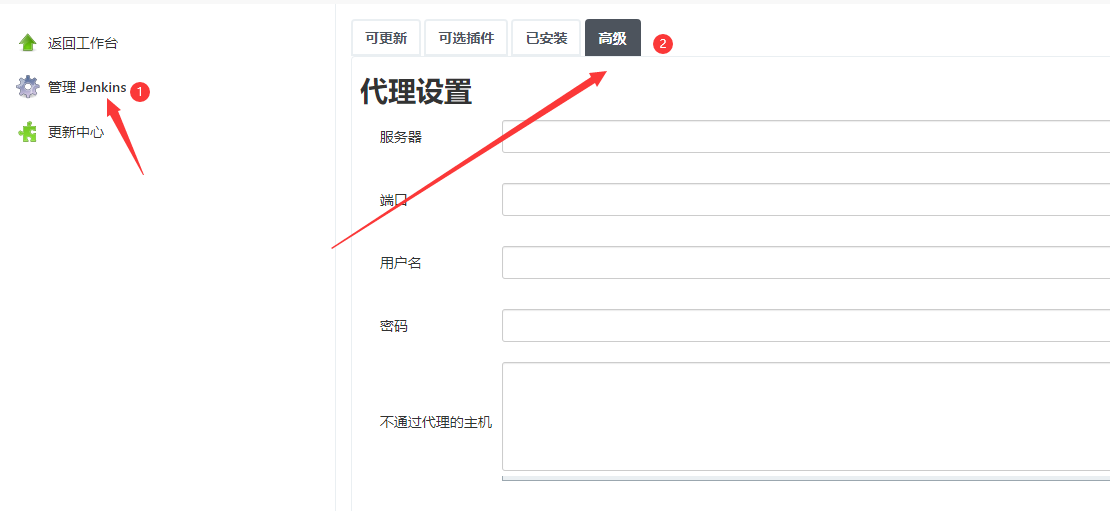 返回工作台
管理 Jenkins 1
更新中心
可更新 可选插件 已安装 高级 2
代理设置
服务器
端口
用户名
密码
不通过代理的主机